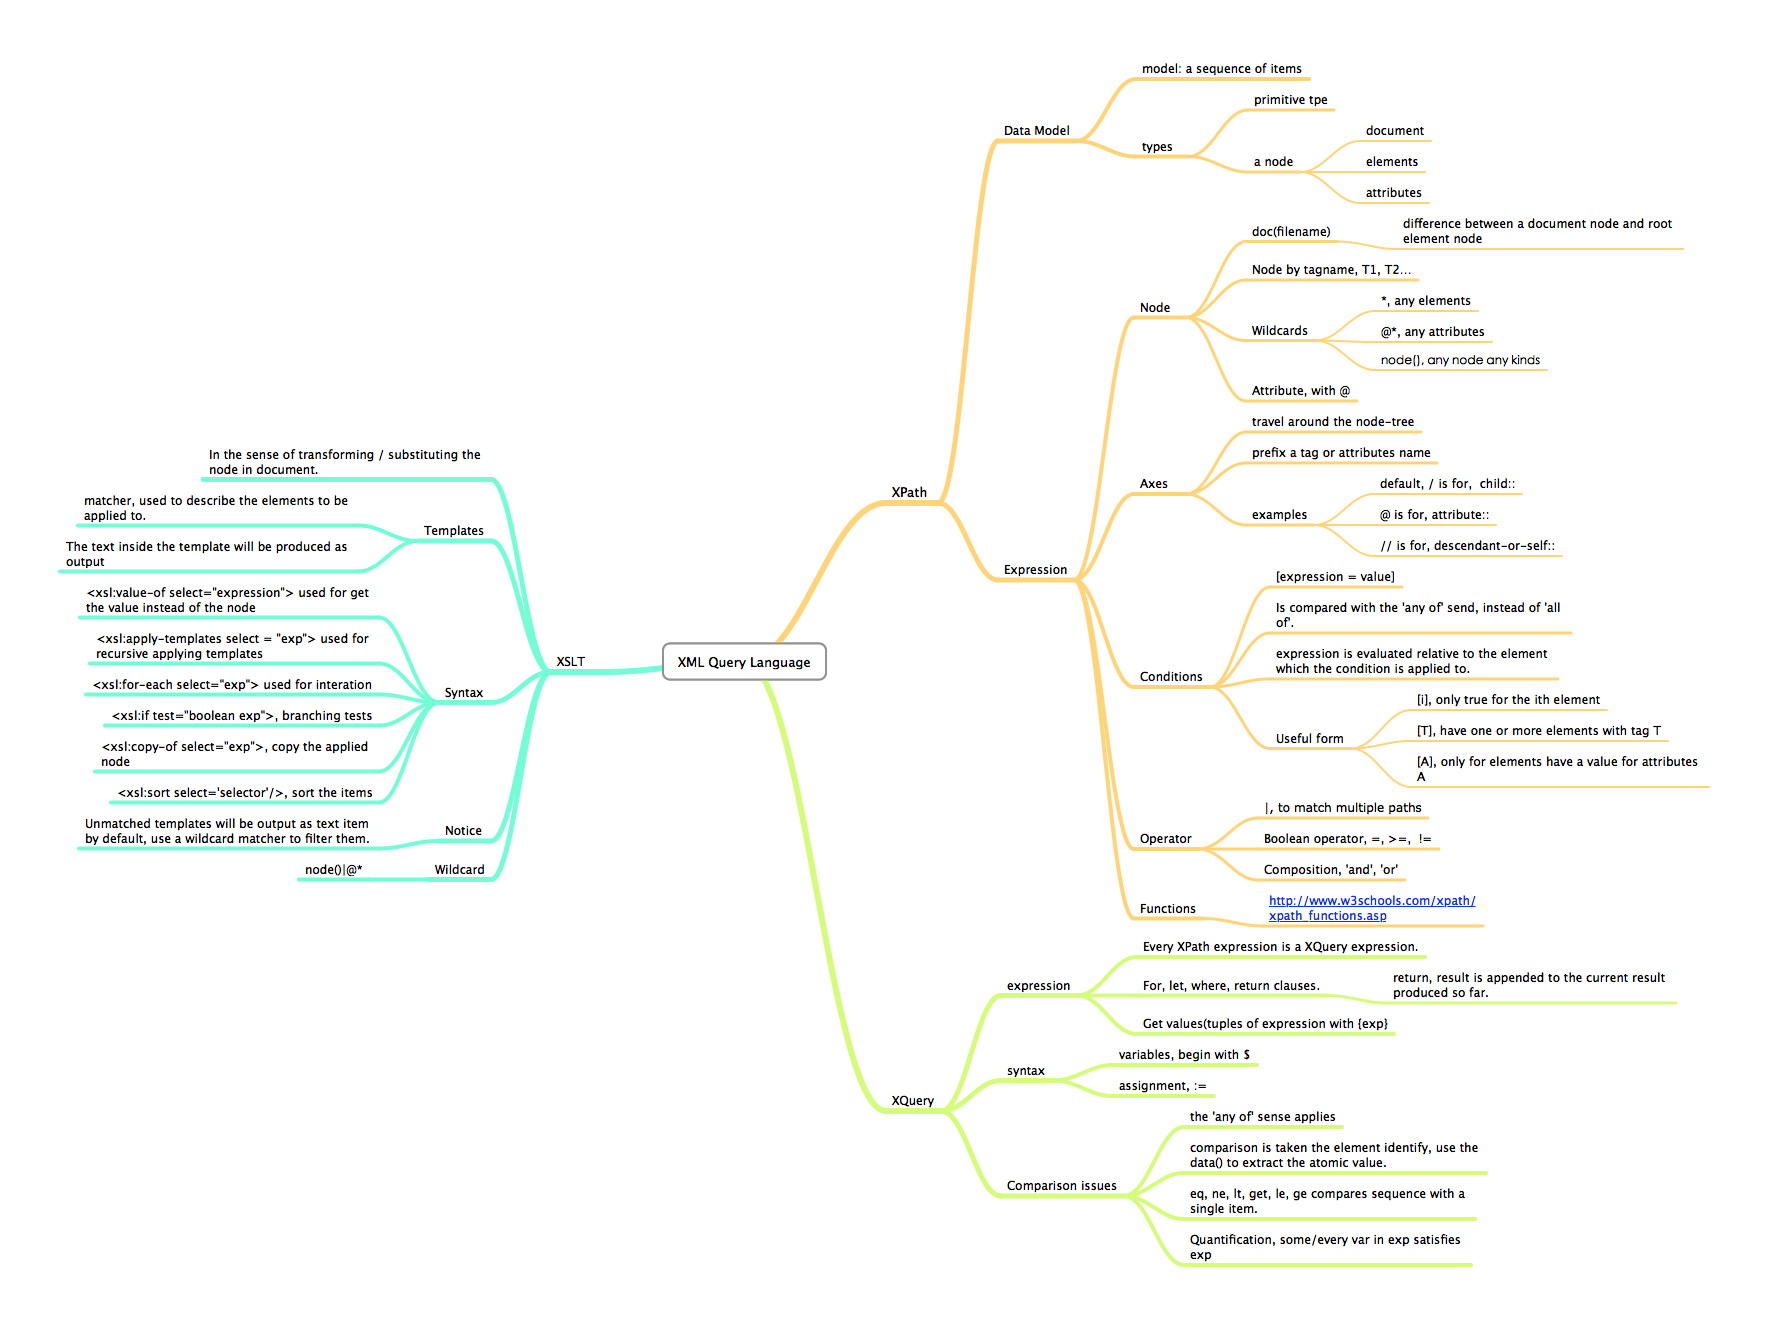 XML Query Language
XPath
Data Model
model: a sequence of items
types
primitive tpe
a node
document
elements
attributes
Expression
Node
doc(filename)
difference between a document node and root
element node
Node by tagname, T1, T2...
Wildcards
*, any elements
@*, any attributes
node(), any node any kinds
Attribute, with @
Axes
travel around the node-tree
prefix a tag or attributes name
examples
default, / is for,  child::
@ is for, attribute::
// is for, descendant-or-self::
Conditions
[expression = value]
Is compared with the 'any of' send, instead of 'all
of'.
expression is evaluated relative to the element
which the condition is applied to.
Useful form
[i], only true for the ith element
[T], have one or more elements with tag T
[A], only for elements have a value for attributes
A
Operator
|, to match multiple paths
Boolean operator, =, >=,  !=
Composition, 'and', 'or'
Functions
http://www.w3schools.com/xpath/
xpath_functions.asp
XQuery
expression
Every XPath expression is a XQuery expression.
For, let, where, return clauses.
return, result is appended to the current result
produced so far.
Get values(tuples of expression with {exp}
syntax
variables, begin with $
assignment, :=
Comparison issues
the 'any of' sense applies
comparison is taken the element identify, use the
data() to extract the atomic value.
eq, ne, lt, get, le, ge compares sequence with a
single item.
Quantification, some/every var in exp satisfies
exp
XSLT
In the sense of transforming / substituting the
node in document.
Templates
matcher, used to describe the elements to be
applied to.
The text inside the template will be produced as
output
Syntax
<xsl:value-of select="expression"> used for get
the value instead of the node
<xsl:apply-templates select = "exp"> used for
recursive applying templates
<xsl:for-each select="exp"> used for interation
<xsl:if test="boolean exp">, branching tests
<xsl:copy-of select="exp">, copy the applied
node
<xsl:sort select='selector'/>, sort the items
Notice
Unmatched templates will be output as text item
by default, use a wildcard matcher to filter them.
Wildcard
node()|@*